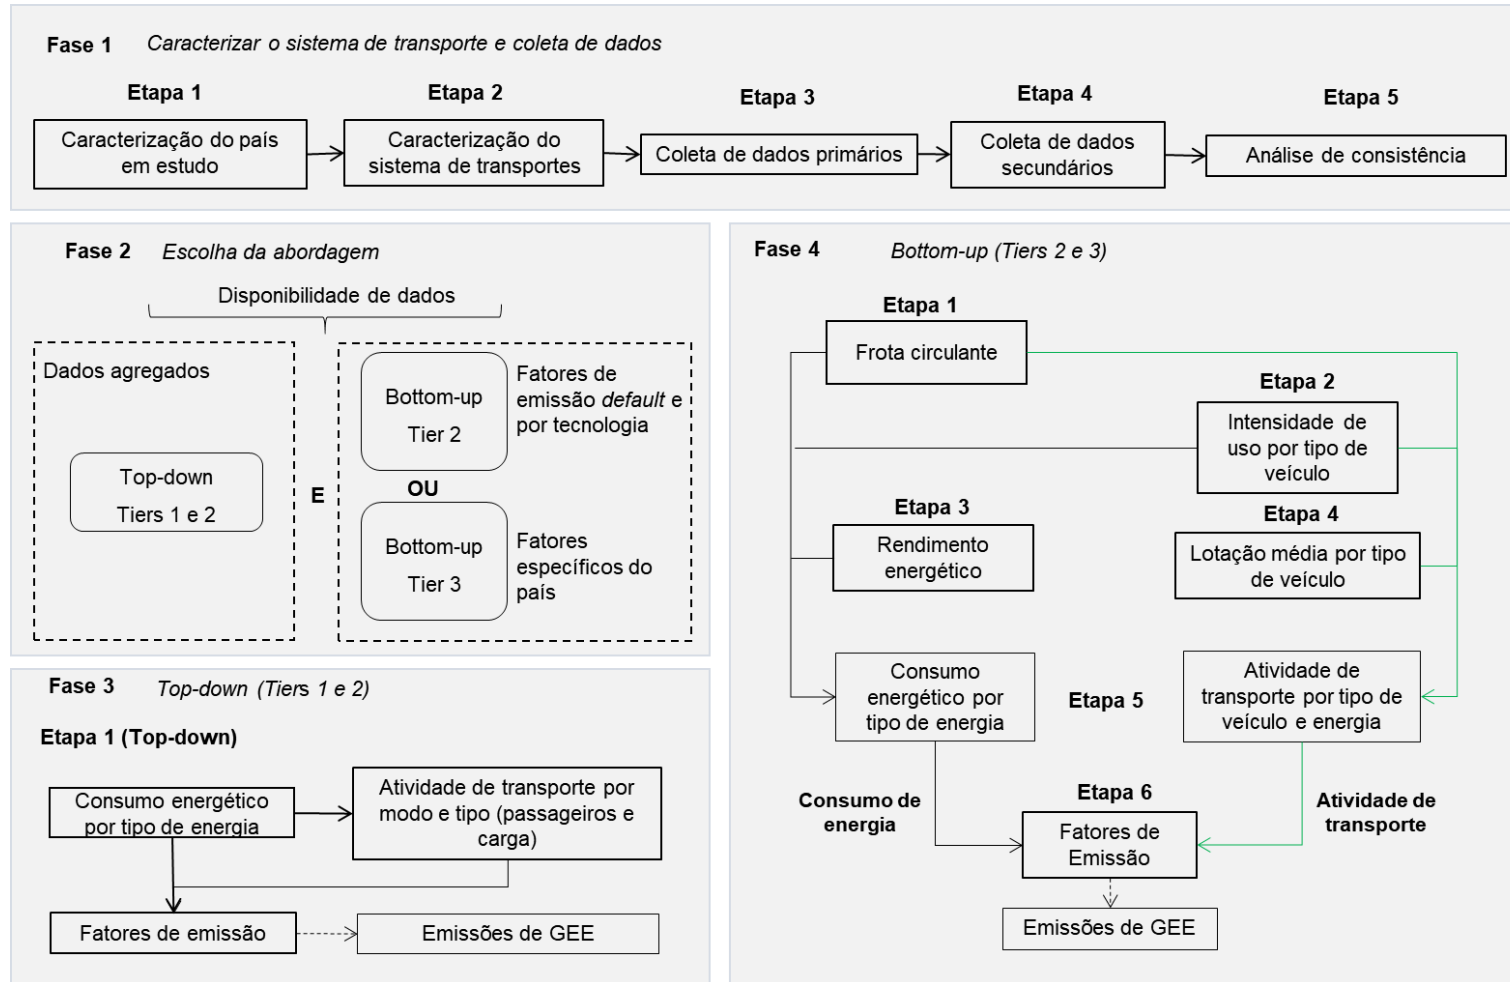 Fase 1 Caracterizar o sistema de transporte e coleta de dados
Etapa 1
Caracterização do país
em estudo
Etapa 2
Caracterização do
sistema de transportes
Etapa 3
Coleta de dados primários
Etapa 4
Coleta de dados
secundários
Etapa 5
Análise de consistência
Fase 2 Escolha da abordagem
Disponibilidade de dados
Dados agregados
Top-down
Tiers 1 e 2
E
Bottom-up
Tier 2
Fatores de
emissão default e
por tecnologia
OU
Bottom-up
Tier 3
Fatores
específicos do
país
Fase 3 Top-down (Tiers 1 e 2)
Etapa 1 (Top-down)
Consumo energético
por tipo de energia
Atividade de transporte por
modo e tipo (passageiros e
carga)
Fatores de emissão
Emissões de GEE
Fase 4 Bottom-up (Tiers 2 e 3)
Etapa 1
Frota circulante
Etapa 2
Intensidade de
uso por tipo de
veículo
Etapa 3
Rendimento
energético
Etapa 4
Lotação média por tipo
de veículo
Consumo
energético por
tipo de energia
Etapa 5
Atividade de
transporte por tipo de
veículo e energia
Consumo de
energia
Etapa 6
Fatores de
Emissão
Atividade de
transporte
Emissões de GEE